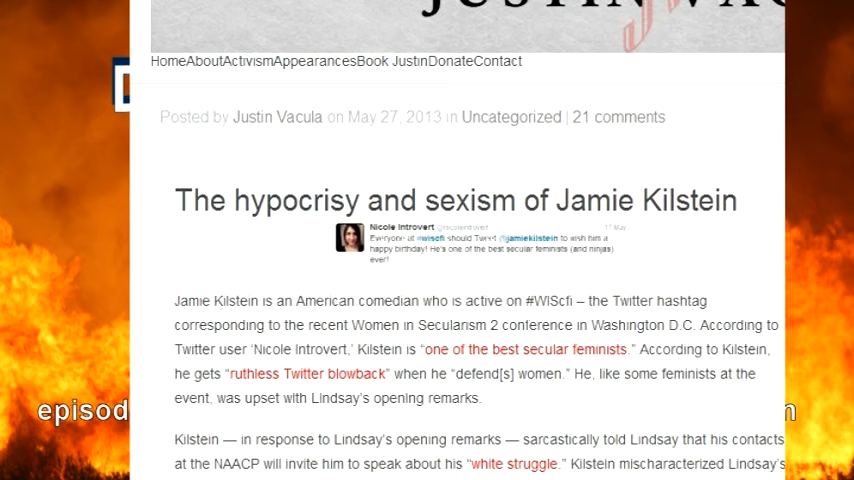 HomeAboutActivismAppearancesBook JustinDonateContact
Posted by Justin Vacula on May 27, 2013 in Uncategorized | 21 comments
The hypocrisy and sexism of Jamie Kilstein
Nicole Introvert @nicoleintrovert 17 May
Everyone at #wiscfi should Tweet @jamiekilstein to wish him a
happy birthday! He's one of the best secular feminists (and ninjas)
ever!
Jamie Kilstein is an American comedian who is active on #WIScfi – the Twitter hashtag
corresponding to the recent Women in Secularism 2 conference in Washington D.C. According to
Twitter user ‘Nicole Introvert,’ Kilstein is “one of the best secular feminists.” According to Kilstein,
he gets “ruthless Twitter blowback” when he “defend[s] women.” He, like some feminists at the
event, was upset with Lindsay’s opening remarks.
episod
Kilstein — in response to Lindsay’s opening remarks — sarcastically told Lindsay that his contacts
at the NAACP will invite him to speak about his “white struggle.” Kilstein mischaracterized Lindsay’s